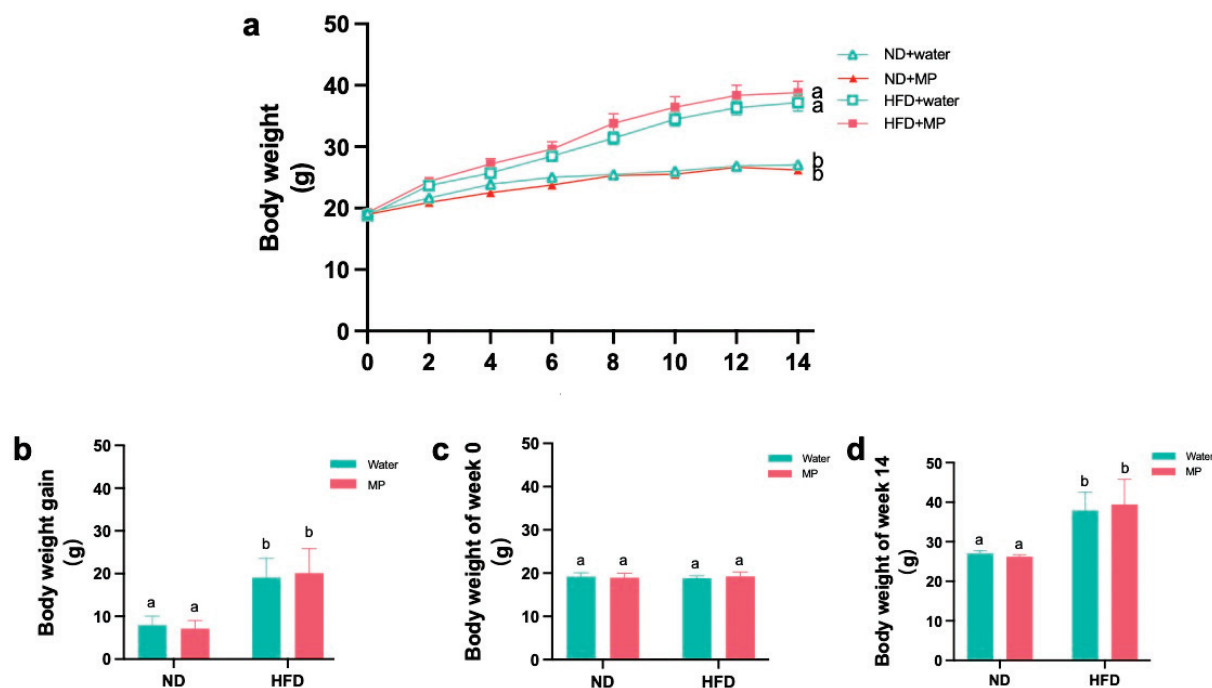 a
50
40
30
20
10
0
Body weight
(g)
0 2 4 6 8 10 12 14
a
a
b
b
ND+water
ND+MP
HFD+water
HFD+MP
b
50
40
30
20
10
0
Body weight gain
(g)
a a b b
ND HFD
Water
MP
c
50
40
30
20
10
0
Body weight of week 0
(g)
a a a a
ND HFD
Water
MP
d
50
40
30
20
10
0
Body weight of week 14
(g)
a a b b
ND HFD
Water
MP